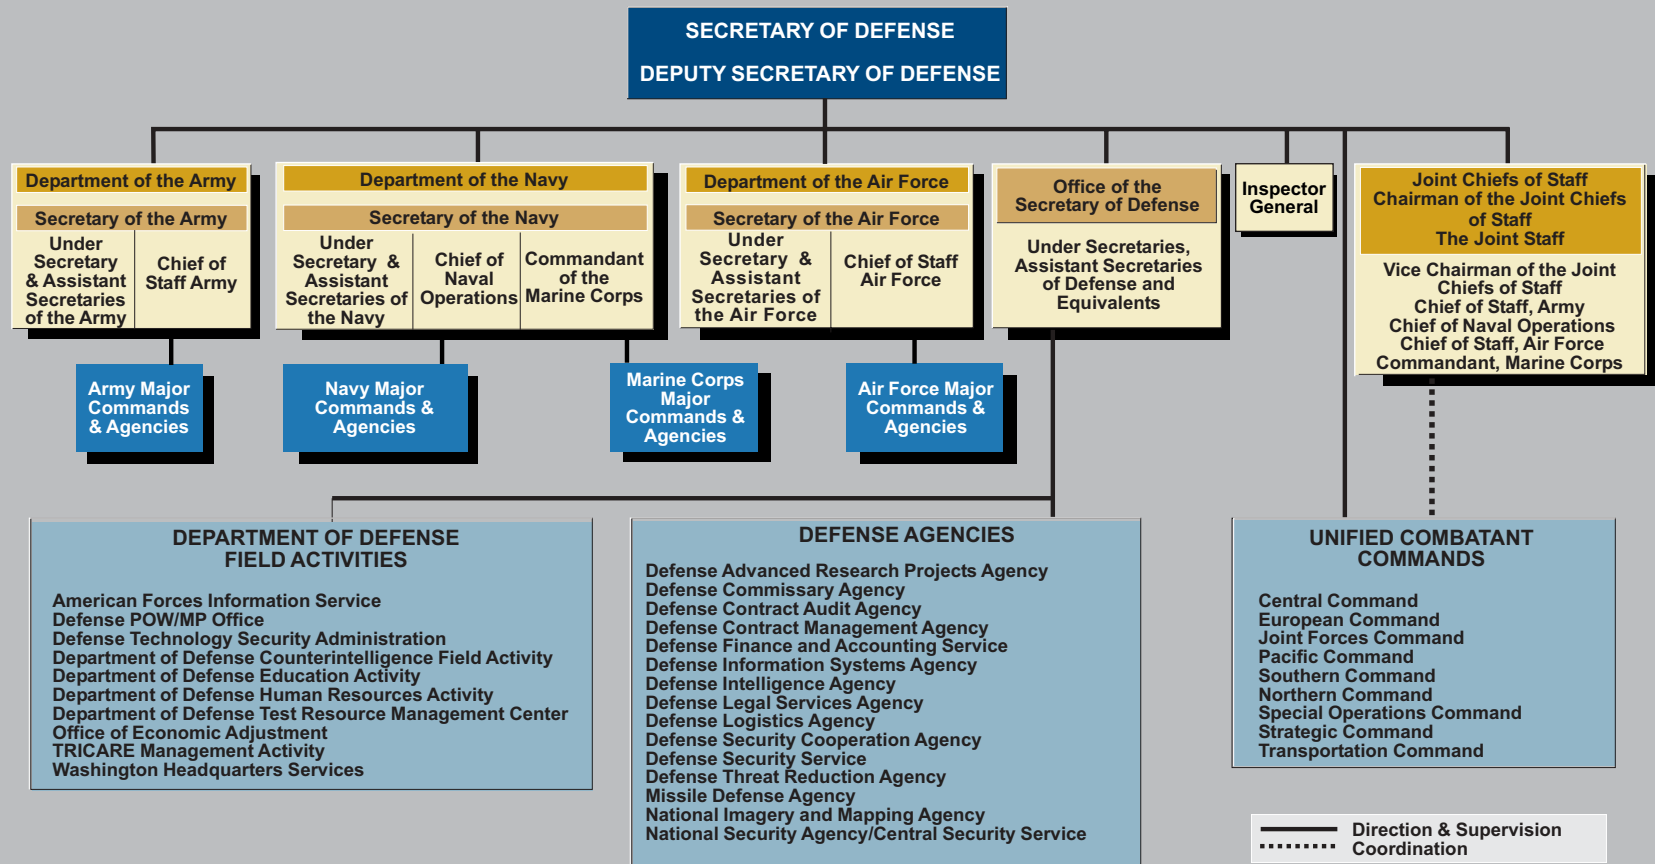 SECRETARY OF DEFENSE
DEPUTY SECRETARY OF DEFENSE
Department of the Army
Secretary of the Army
Under
Secretary
& Assistant
Secretaries
of the Army
Chief of
Staff Army
Department of the Navy
Secretary of the Navy
Under
Secretary &
Assistant
Secretaries of
the Navy
Chief of
Naval
Operations
Commandant
of the
Marine Corps
Department of the Air Force
Secretary of the Air Force
Under
Secretary &
Assistant
Secretaries of
the Air Force
Chief of Staff
Air Force
Office of the
Secretary of Defense
Under Secretaries,
Assistant Secretaries
of Defense and
Equivalents
Inspector
General
Joint Chiefs of Staff
Chairman of the Joint Chiefs
of Staff
The Joint Staff
Vice Chairman of the Joint
Chiefs of Staff
Chief of Staff, Army
Chief of Naval Operations
Chief of Staff, Air Force
Commandant, Marine Corps
Army Major
Commands
& Agencies
Navy Major
Commands &
Agencies
Marine Corps
Major
Commands &
Agencies
Air Force Major
Commands &
Agencies
DEPARTMENT OF DEFENSE
FIELD ACTIVITIES
American Forces Information Service
Defense POW/MP Office
Defense Technology Security Administration
Department of Defense Counterintelligence Field Activity
Department of Defense Education Activity
Department of Defense Human Resources Activity
Department of Defense Test Resource Management Center
Office of Economic Adjustment
TRICARE Management Activity
Washington Headquarters Services
DEFENSE AGENCIES
Defense Advanced Research Projects Agency
Defense Commissary Agency
Defense Contract Audit Agency
Defense Contract Management Agency
Defense Finance and Accounting Service
Defense Information Systems Agency
Defense Intelligence Agency
Defense Legal Services Agency
Defense Logistics Agency
Defense Security Cooperation Agency
Defense Security Service
Defense Threat Reduction Agency
Missile Defense Agency
National Imagery and Mapping Agency
National Security Agency/Central Security Service
UNIFIED COMBATANT
COMMANDS
Central Command
European Command
Joint Forces Command
Pacific Command
Southern Command
Northern Command
Special Operations Command
Strategic Command
Transportation Command
Direction & Supervision
Coordination